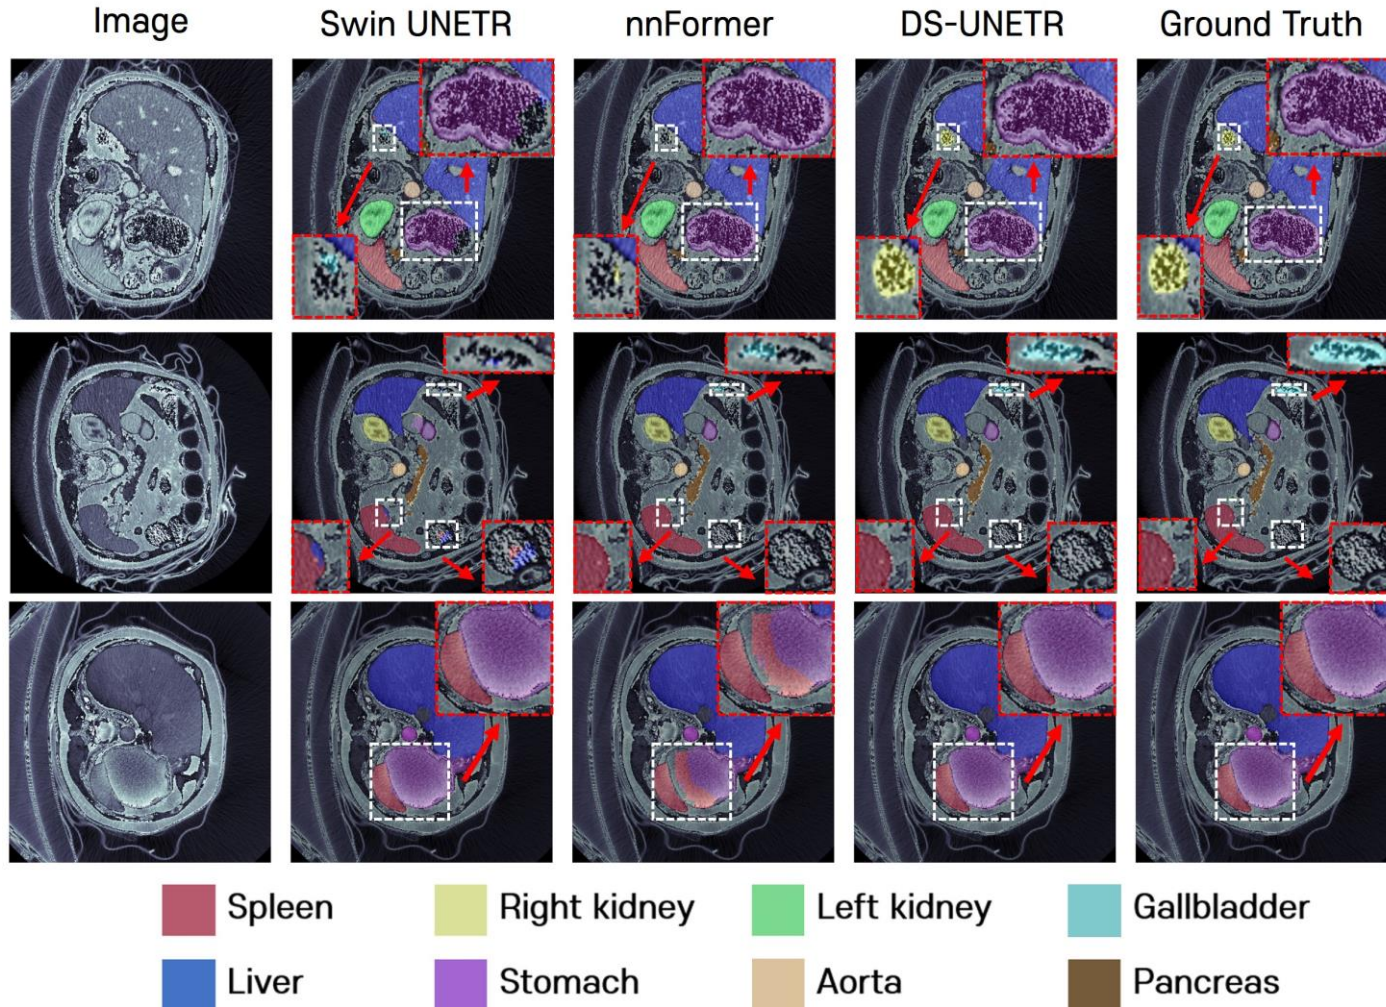 Image Swin UNETR nnFormer DS-UNETR Ground Truth
Spleen Right kidney Left kidney Gallbladder
Liver Stomach Aorta Pancreas